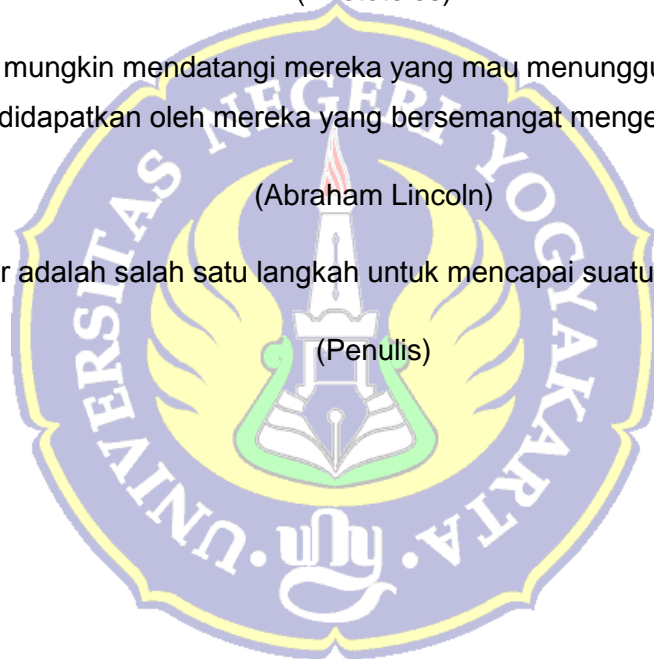 mungkin mendatangi mereka yang mau menunggu
didapatkan oleh mereka yang bersemangat menge
(Abraham Lincoln)
r adalah salah satu langkah untuk mencapai suatu
(Penulis)
UNIVERSITAS NEGERI YOGYAKARTA
uny